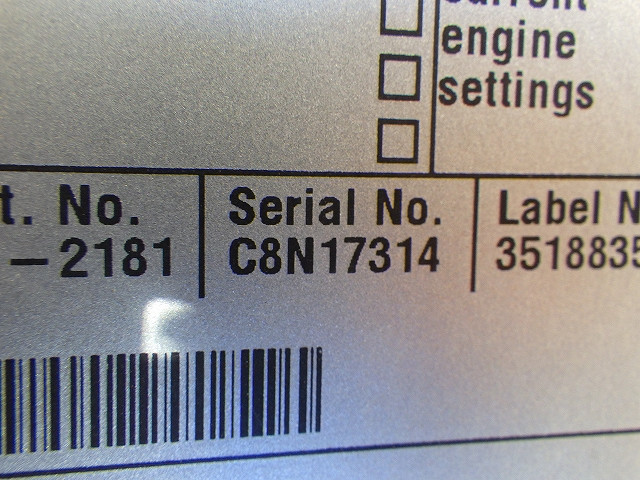 engine
settings
t. No. Serial No. Label N
–2181 C8N17314 3518835